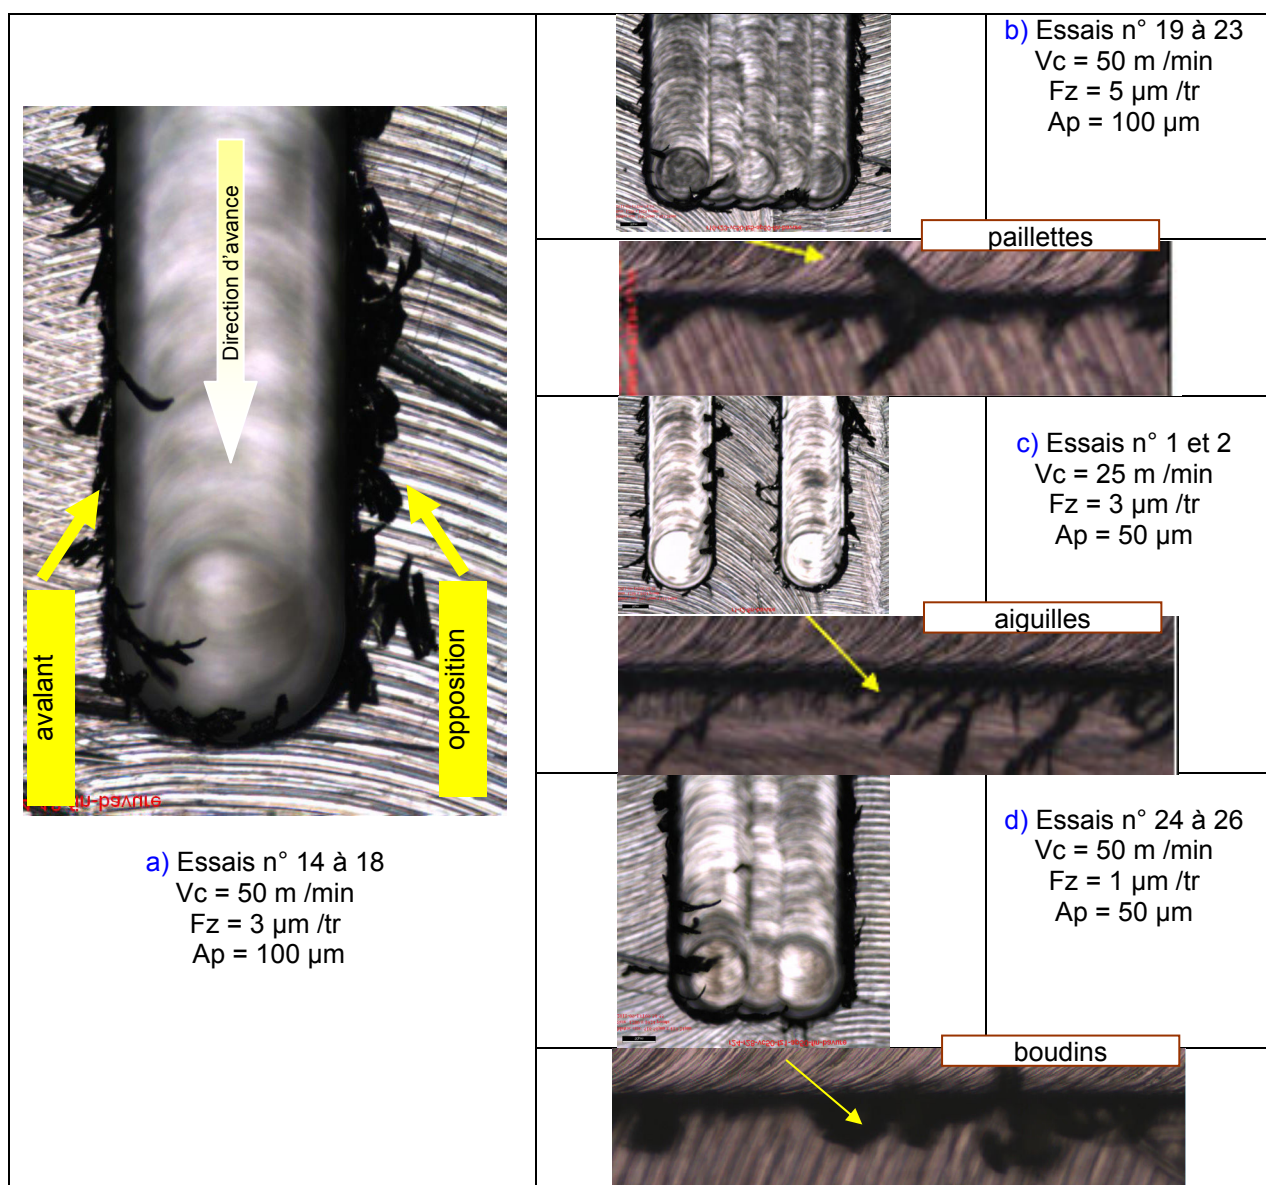 Direction d'avance
avalant
opposition
a) Essais n° 14 à 18
Vc = 50 m /min
Fz = 3 µm /tr
Ap = 100 µm
b) Essais n° 19 à 23
Vc = 50 m /min
Fz = 5 µm /tr
Ap = 100 µm
paillettes
c) Essais n° 1 et 2
Vc = 25 m /min
Fz = 3 µm /tr
Ap = 50 µm
aiguilles
d) Essais n° 24 à 26
Vc = 50 m /min
Fz = 1 µm /tr
Ap = 50 µm
boudins